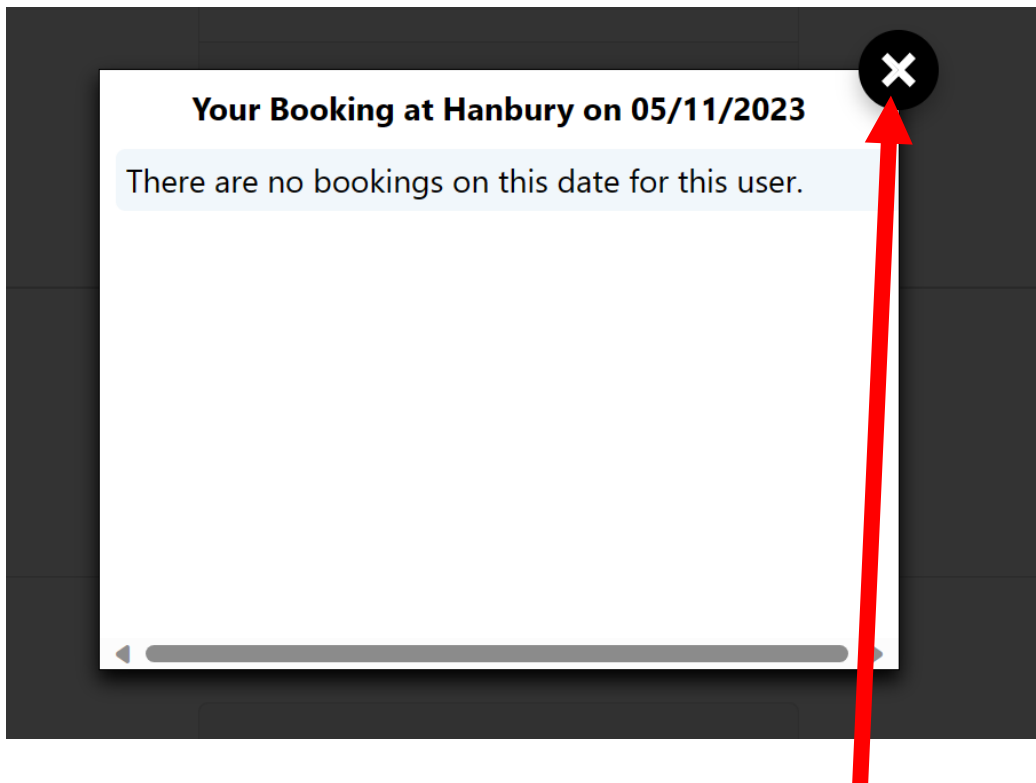 Your Booking at Hanbury on 05/11/2023
There are no bookings on this date for this user.